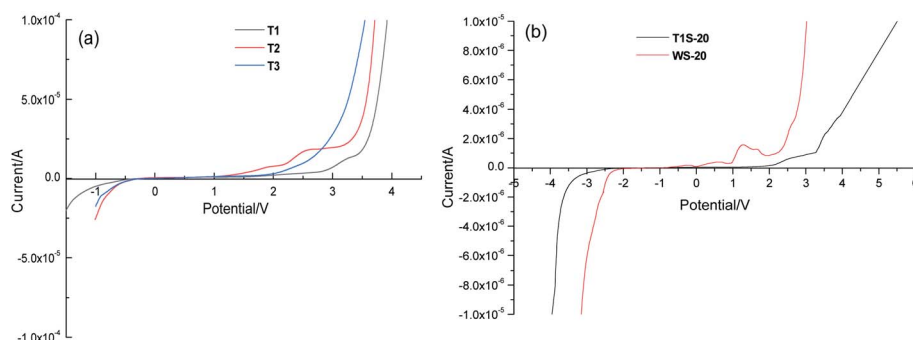 (a)
T1
T2
T3
1.0x10⁻⁴
5.0x10⁻⁵
0.0
-5.0x10⁻⁵
-1.0x10⁻⁴
Current/A
-1
0
1
2
3
4
Potential/V
(b)
T1S-20
WS-20
1.0x10⁻⁵
8.0x10⁻⁶
6.0x10⁻⁶
4.0x10⁻⁶
2.0x10⁻⁶
0.0
-2.0x10⁻⁶
-4.0x10⁻⁶
-6.0x10⁻⁶
-8.0x10⁻⁶
-1.0x10⁻⁵
Current/A
-5
-4
-3
-2
-1
0
1
2
3
4
5
6
Potential/V